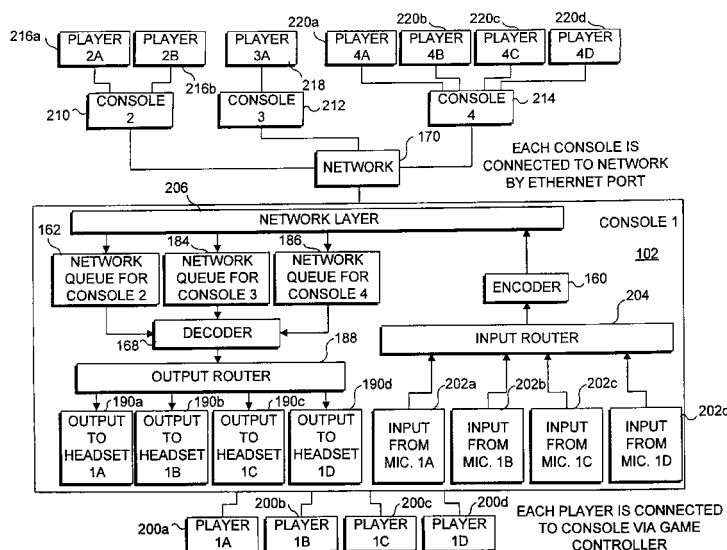 220b
220c
220d
220a
216a
PLAYER
2A
PLAYER
2B
PLAYER
3A
PLAYER
4A
PLAYER
4B
PLAYER
4C
PLAYER
4D
216b
218
210
CONSOLE
2
CONSOLE
3
212
CONSOLE
4
214
170
NETWORK
EACH CONSOLE IS
CONNECTED TO NETWORK
BY ETHERNET PORT
206
NETWORK LAYER
CONSOLE 1
102
162
184
186
NETWORK
QUEUE FOR
CONSOLE 2
NETWORK
QUEUE FOR
CONSOLE 3
NETWORK
QUEUE FOR
CONSOLE 4
ENCODER
160
204
DECODER
168
188
INPUT ROUTER
OUTPUT ROUTER
190a
190b
190c
190d
202a
202b
202c
202d
OUTPUT
TO
HEADSET
1A
OUTPUT
TO
HEADSET
1B
OUTPUT
TO
HEADSET
1C
OUTPUT
TO
HEADSET
1D
INPUT
FROM
MIC. 1A
INPUT
FROM
MIC. 1B
INPUT
FROM
MIC. 1C
INPUT
FROM
MIC. 1D
200a
200b
200c
200d
PLAYER
1A
PLAYER
1B
PLAYER
1C
PLAYER
1D
EACH PLAYER IS CONNECTED
TO CONSOLE VIA GAME
CONTROLLER